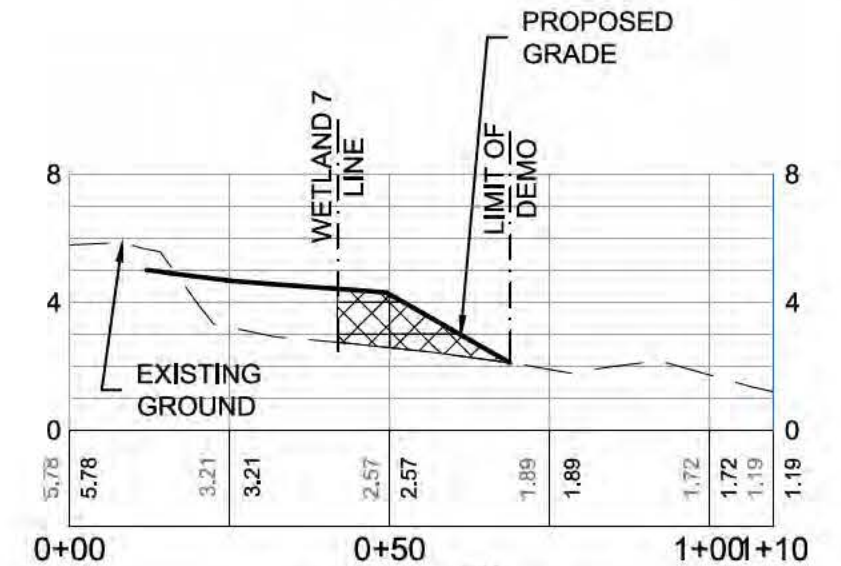 PROPOSED
GRADE
WETLAND 7
LINE
LIMIT OF
DEMO
8 8
4 4
EXISTING
GROUND
0 0
5.78 5.78 3.21 3.21 2.57 2.57 1.89 1.89 1.72 1.72 1.19 1.19
0+00 0+50 1+00 1+10